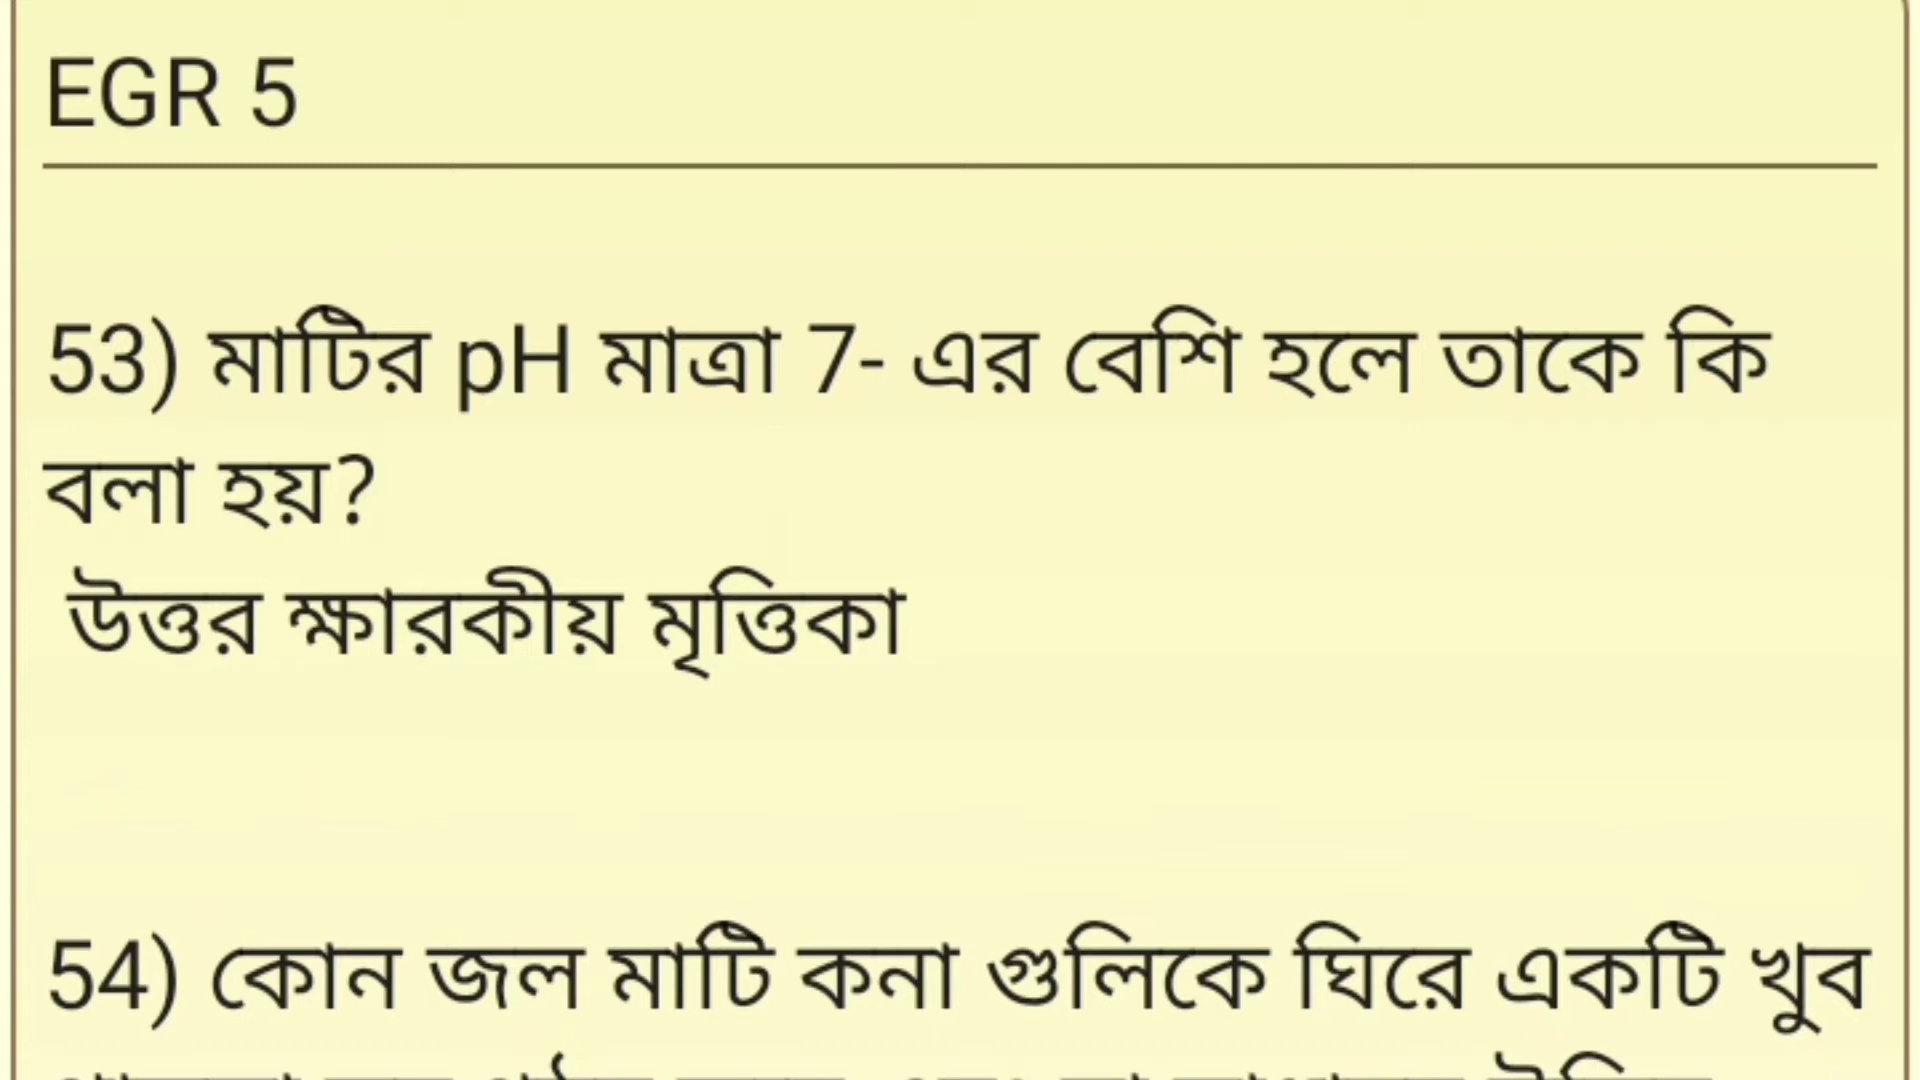 EGR 5
53) মাটির pH মাত্রা 7- এর বেশি হলে তাকে কি
বলা হয়?
উত্তর ক্ষারকীয় মৃত্তিকা
54) কোন জল মাটি কনা গুলিকে ঘিরে একটি খুব